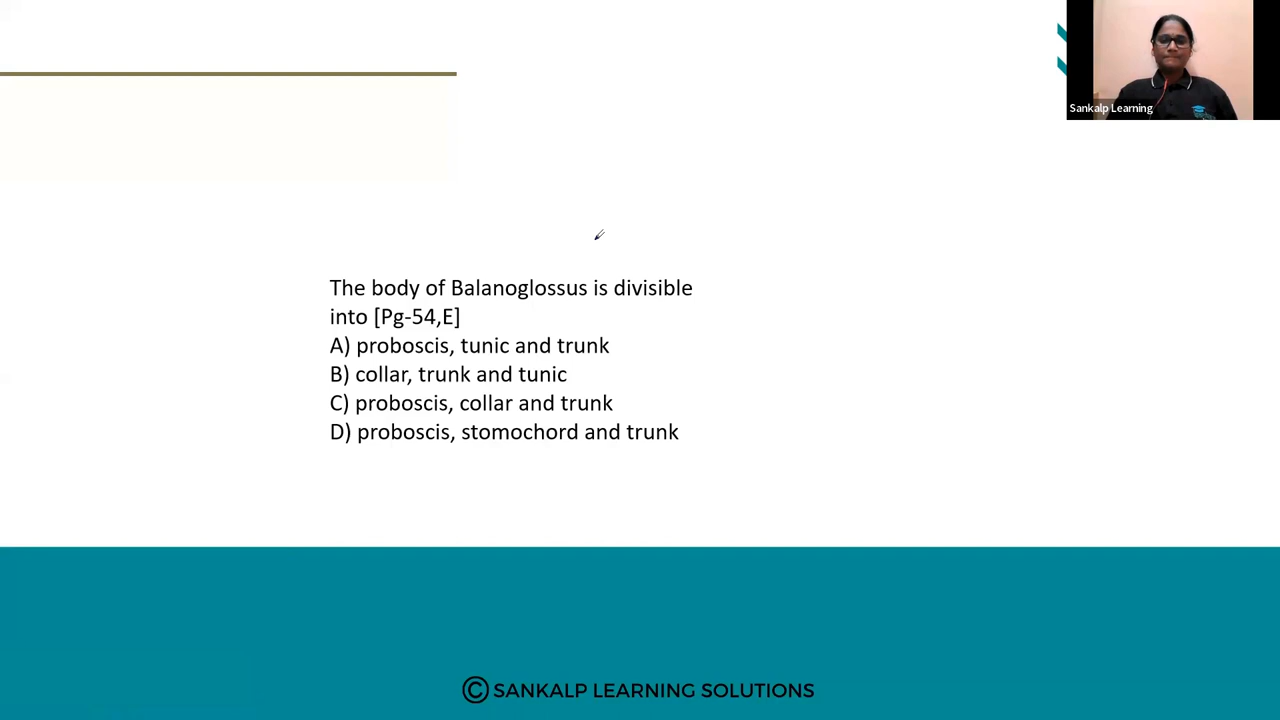 Sankalp Learning
The body of Balanoglossus is divisible
into [Pg-54,E]
A) proboscis, tunic and trunk
B) collar, trunk and tunic
C) proboscis, collar and trunk
D) proboscis, stomochord and trunk
© SANKALP LEARNING SOLUTIONS